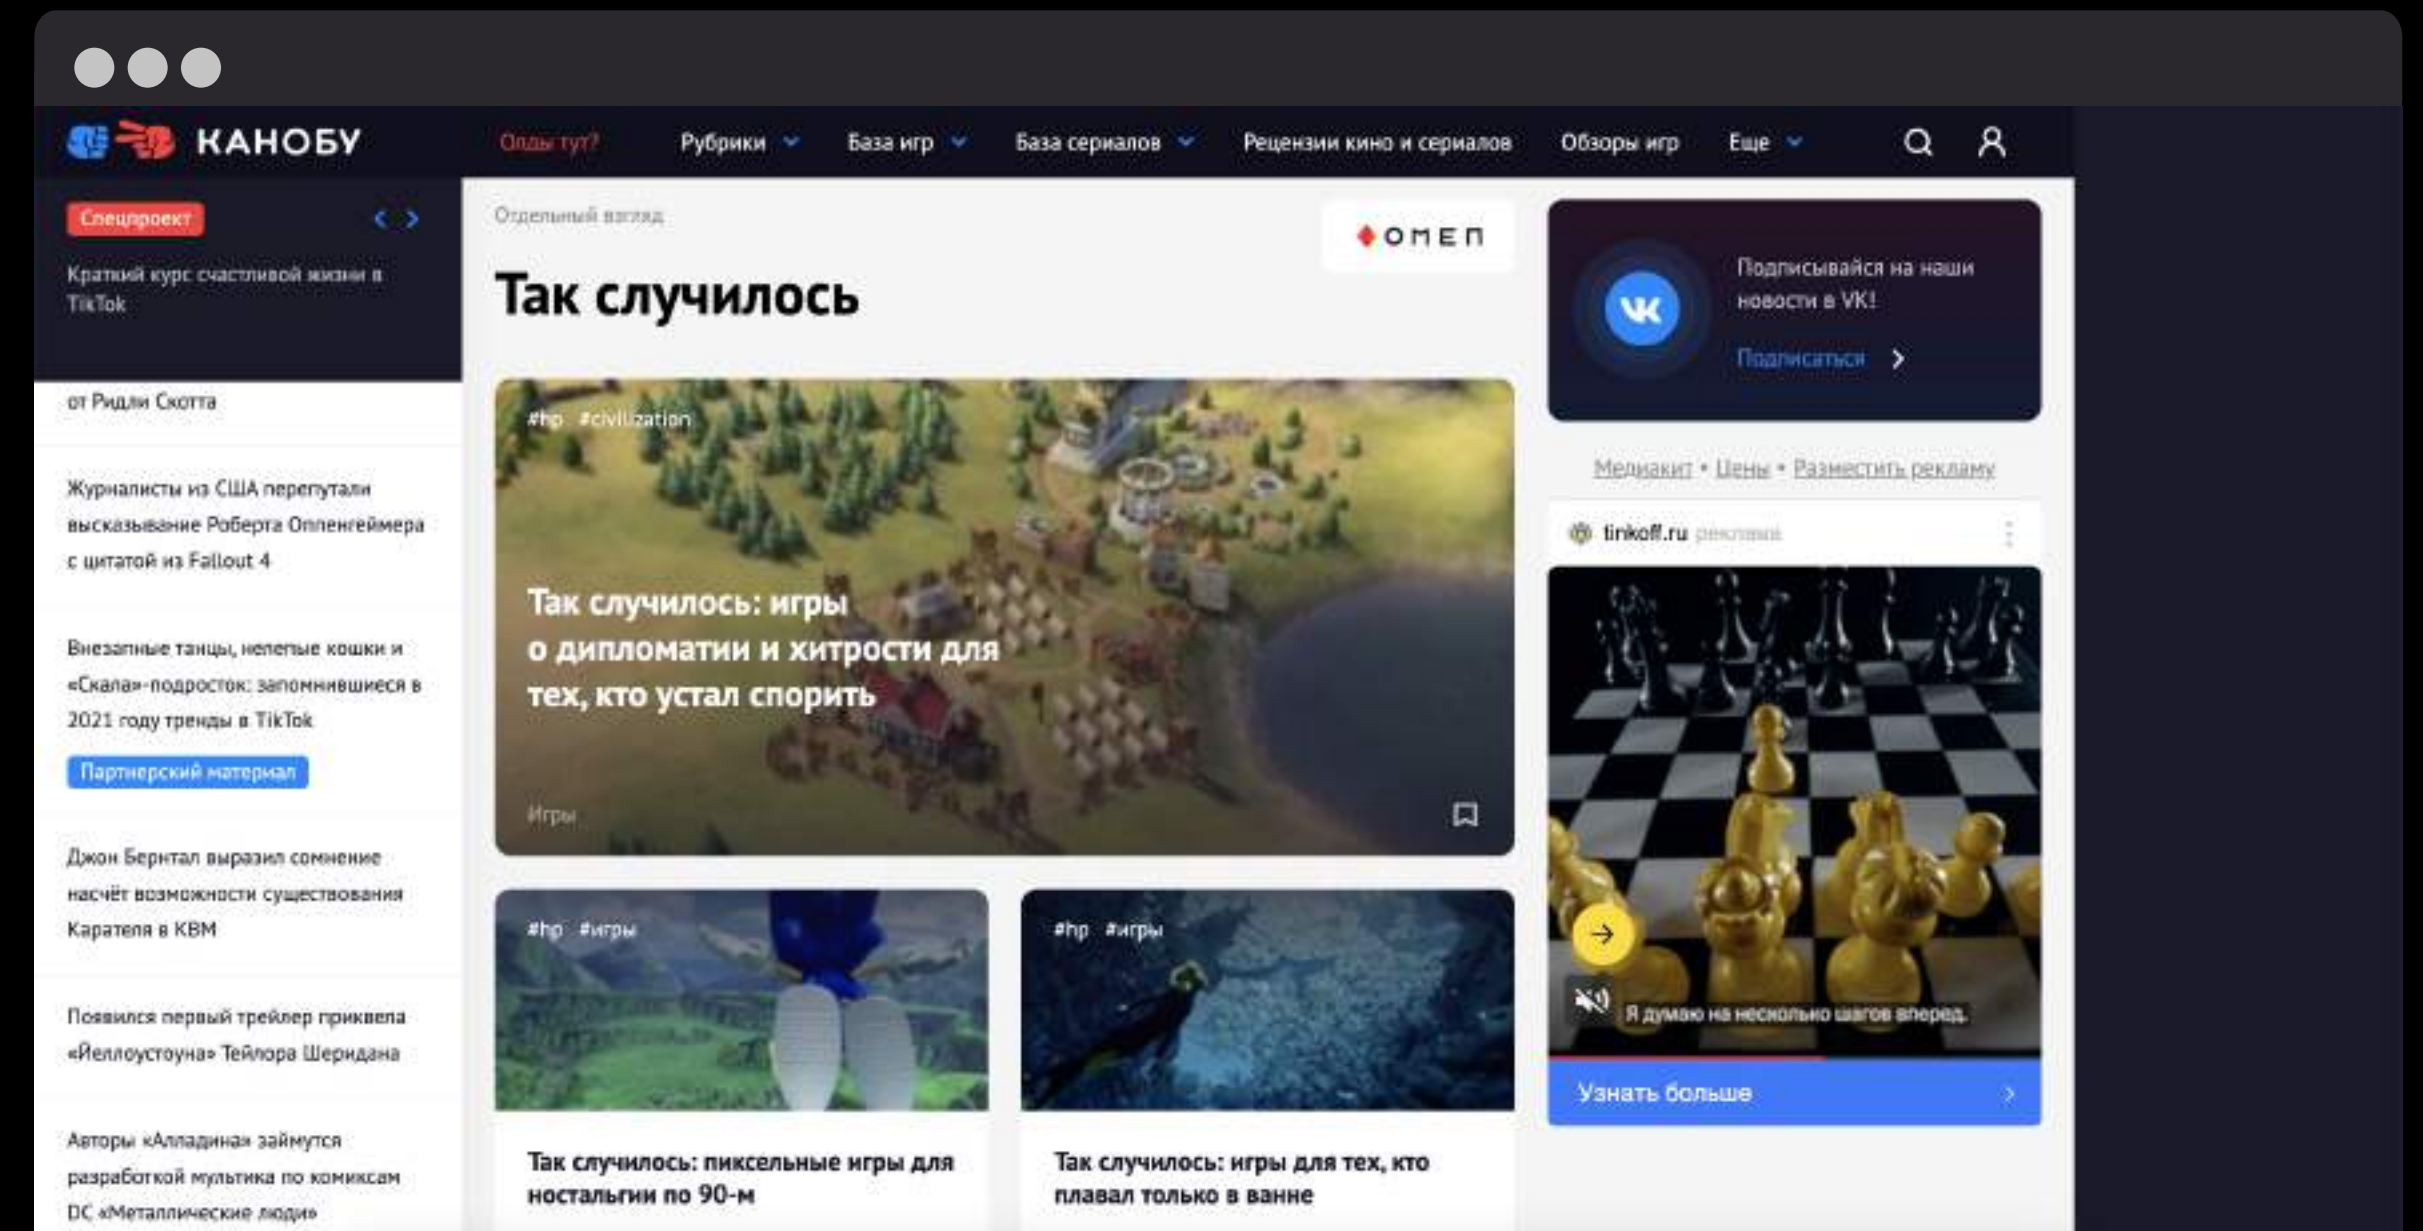 КАНОБУ
Олды тут?
Рубрики
База игр
База сериалов
Рецензии кино и сериалов
Обзоры игр
Еще
Спецпроект
Краткий курс счастливой жизни в
TikTok
от Ридли Скотта
Журналисты из США перепутали
высказывание Роберта Оппенгеймера
с цитатой из Fallout 4
Внезапные танцы, нелепые кошки и
«Скала»-подросток: запомнившиеся в
2021 году тренды в TikTok
Партнерский материал
Джон Бернтал выразил сомнение
насчёт возможности существования
Карателя в КВМ
Появился первый трейлер приквела
«Йеллоустоуна» Тейлора Шеридана
Авторы «Алладина» займутся
разработкой мультика по комиксам
DC «Металлические люди»
Отдельный взгляд
ОМЕП
Так случилось
#hp #civilization
Так случилось: игры
о дипломатии и хитрости для
тех, кто устал спорить
Игры
#hp #игры
Так случилось: пиксельные игры для
ностальгии по 90-м
#hp #игры
Так случилось: игры для тех, кто
плавал только в ванне
Подписывайся на наши
новости в VK!
Подписаться
Медиакит • Цены • Разместить рекламу
tinkoff.ru реклама
Я думаю на несколько шагов вперед.
Узнать больше